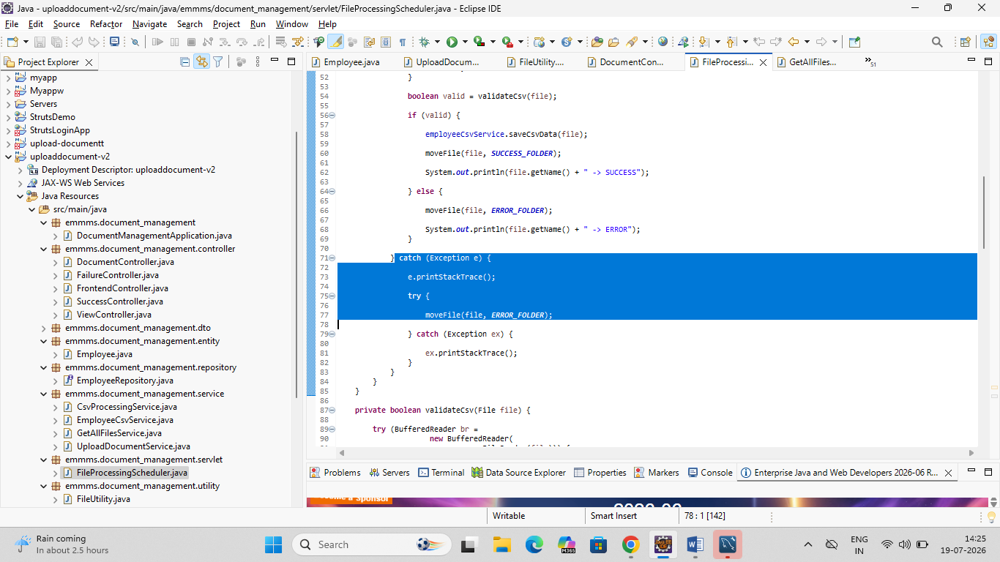 Java - uploaddocument-v2/src/main/java/emmms/document_management/servlet/FileProcessingScheduler.java - Eclipse IDE
File Edit Source Refactor Navigate Search Project Run Window Help
Project Explorer
myapp
Myappw
Servers
StrutsDemo
StrutsLoginApp
upload-documentt
uploaddocument-v2
Deployment Descriptor: uploaddocument-v2
JAX-WS Web Services
Java Resources
src/main/java
emmms.document_management
DocumentManagementApplication.java
emmms.document_management.controller
DocumentController.java
FailureController.java
FrontendController.java
SuccessController.java
ViewController.java
emmms.document_management.dto
emmms.document_management.entity
Employee.java
emmms.document_management.repository
EmployeeRepository.java
emmms.document_management.service
CsvProcessingService.java
EmployeeCsvService.java
GetAllFilesService.java
UploadDocumentService.java
emmms.document_management.servlet
FileProcessingScheduler.java
emmms.document_management.utility
FileUtility.java
Employee.java UploadDocum... FileUtility.... DocumentCon... FileProcessi... GetAllFiles... »51
52 }
53
54 boolean valid = validateCsv(file);
55
56 if (valid) {
57
58 employeeCsvService.saveCsvData(file);
59
60 moveFile(file, SUCCESS_FOLDER);
61
62 System.out.println(file.getName() + " -> SUCCESS");
63
64 } else {
65
66 moveFile(file, ERROR_FOLDER);
67
68 System.out.println(file.getName() + " -> ERROR");
69 }
70
71 } catch (Exception e) {
72
73 e.printStackTrace();
74
75 try {
76
77 moveFile(file, ERROR_FOLDER);
78
79 } catch (Exception ex) {
80
81 ex.printStackTrace();
82 }
83 }
84 }
85 }
86
87 private boolean validateCsv(File file) {
88
89 try (BufferedReader br =
90 new BufferedReader(
Problems Servers Terminal Data Source Explorer Properties Markers Console Enterprise Java and Web Developers 2026-06 R...
Writable Smart Insert 78 : 1 [142]
Rain coming
In about 2.5 hours
Search
M365
ENG
IN
14:25
19-07-2026